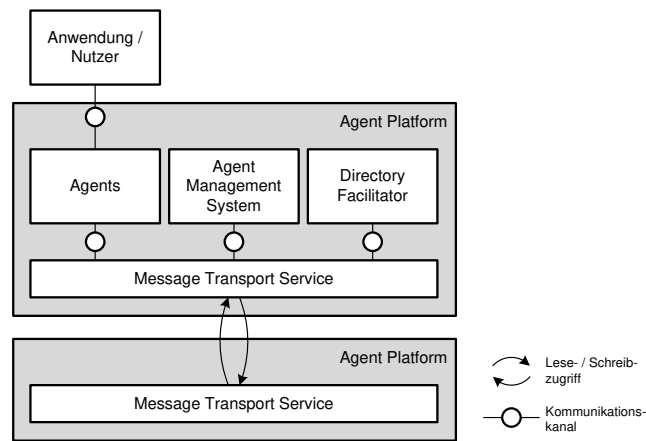 Anwendung /
Nutzer
Agent Platform
Agents
Agent
Management
System
Directory
Facilitator
Message Transport Service
Agent Platform
Message Transport Service
Lese- / Schreib-
zugriff
Kommunikations-
kanal